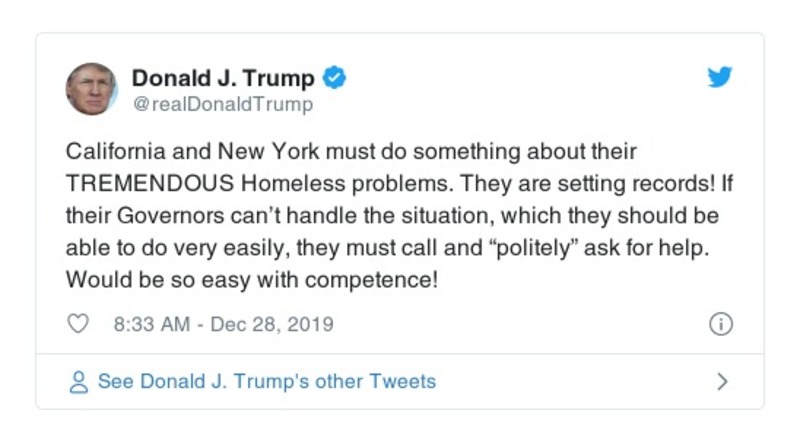 Donald J. Trump
@realDonaldTrump
California and New York must do something about their
TREMENDOUS Homeless problems. They are setting records! If
their Governors can’t handle the situation, which they should be
able to do very easily, they must call and “politely” ask for help.
Would be so easy with competence!
8:33 AM - Dec 28, 2019
See Donald J. Trump's other Tweets